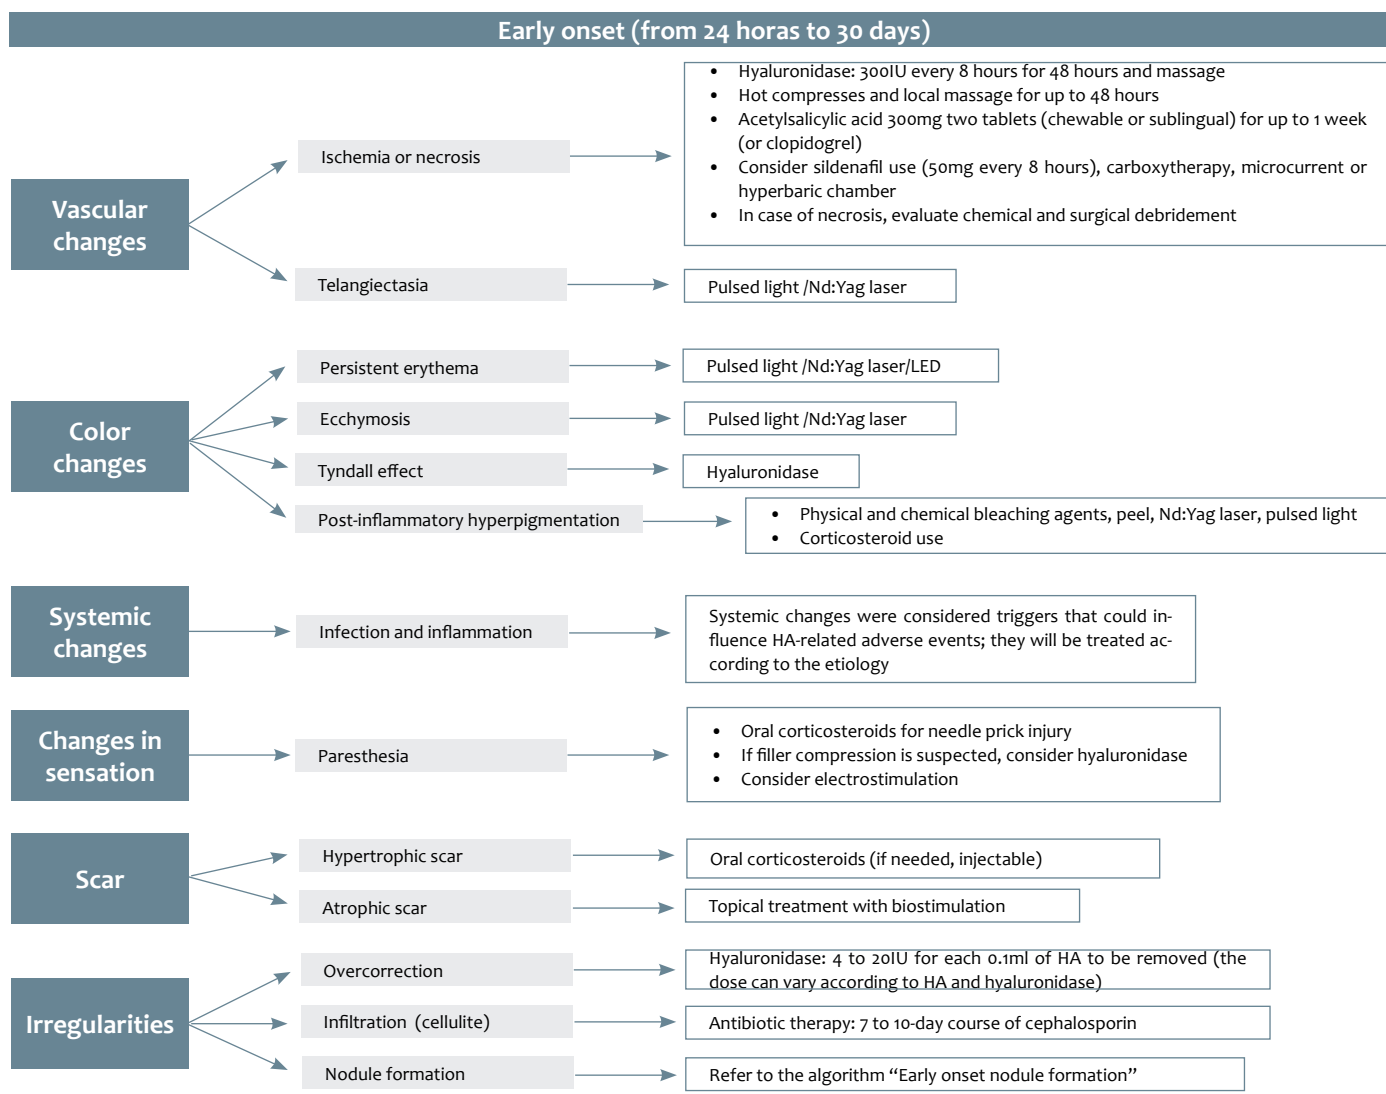 Early onset (from 24 horas to 30 days)
Vascular
changes
Ischemia or necrosis
• Hyaluronidase: 300IU every 8 hours for 48 hours and massage
• Hot compresses and local massage for up to 48 hours
• Acetylsalicylic acid 300mg two tablets (chewable or sublingual) for up to 1 week
(or clopidogrel)
• Consider sildenafil use (50mg every 8 hours), carboxytherapy, microcurrent or
hyperbaric chamber
• In case of necrosis, evaluate chemical and surgical debridement
Telangiectasia
Pulsed light /Nd:Yag laser
Color
changes
Persistent erythema
Pulsed light /Nd:Yag laser/LED
Ecchymosis
Pulsed light /Nd:Yag laser
Tyndall effect
Hyaluronidase
Post-inflammatory hyperpigmentation
• Physical and chemical bleaching agents, peel, Nd:Yag laser, pulsed light
• Corticosteroid use
Systemic
changes
Infection and inflammation
Systemic changes were considered triggers that could in-
fluence HA-related adverse events; they will be treated ac-
cording to the etiology
Changes in
sensation
Paresthesia
• Oral corticosteroids for needle prick injury
• If filler compression is suspected, consider hyaluronidase
• Consider electrostimulation
Scar
Hypertrophic scar
Oral corticosteroids (if needed, injectable)
Atrophic scar
Topical treatment with biostimulation
Irregularities
Overcorrection
Hyaluronidase: 4 to 20IU for each 0.1ml of HA to be removed (the
dose can vary according to HA and hyaluronidase)
Infiltration (cellulite)
Antibiotic therapy: 7 to 10-day course of cephalosporin
Nodule formation
Refer to the algorithm “Early onset nodule formation”